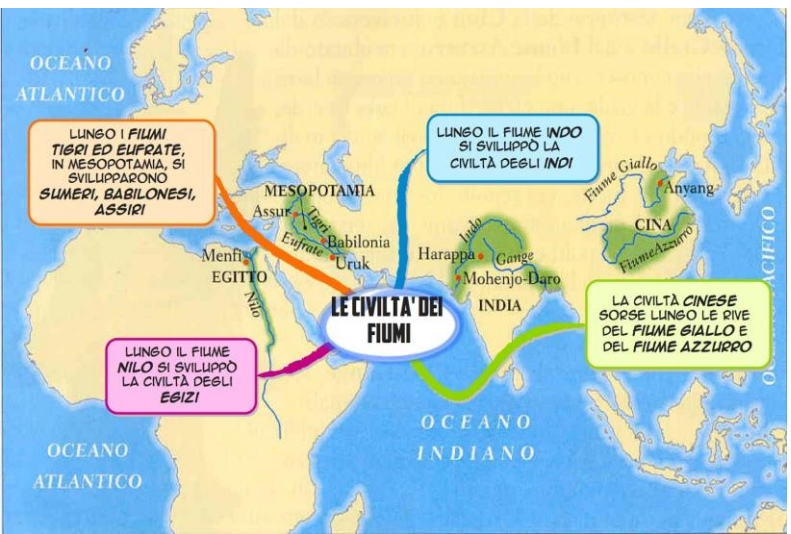 OCEANO
ATLANTICO
LUNGO I FIUMI
TIGRI ED EUFRATE,
IN MESOPOTAMIA, SI
SVILUPPARONO
SUMERI, BABILONESI,
ASSIRI
LUNGO IL FIUME INDO
SI SVILUPPÒ LA
CIVILTÀ DEGLI INDI
MESOPOTAMIA
Assur
Tigri
Eufrate
Babilonia
Uruk
Menfi
EGITTO
Nilo
Fiume Giallo
Anyang
CINA
Fiume Azzurro
Indo
Harappa
Gange
Mohenjo-Daro
INDIA
LE CIVILTA' DEI
FIUMI
LA CIVILTÀ CINESE
SORSE LUNGO LE RIVE
DEL FIUME GIALLO E
DEL FIUME AZZURRO
LUNGO IL FIUME
NILO SI SVILUPPÒ
LA CIVILTÀ DEGLI
EGIZI
OCEANO
INDIANO
OCEANO
ATLANTICO